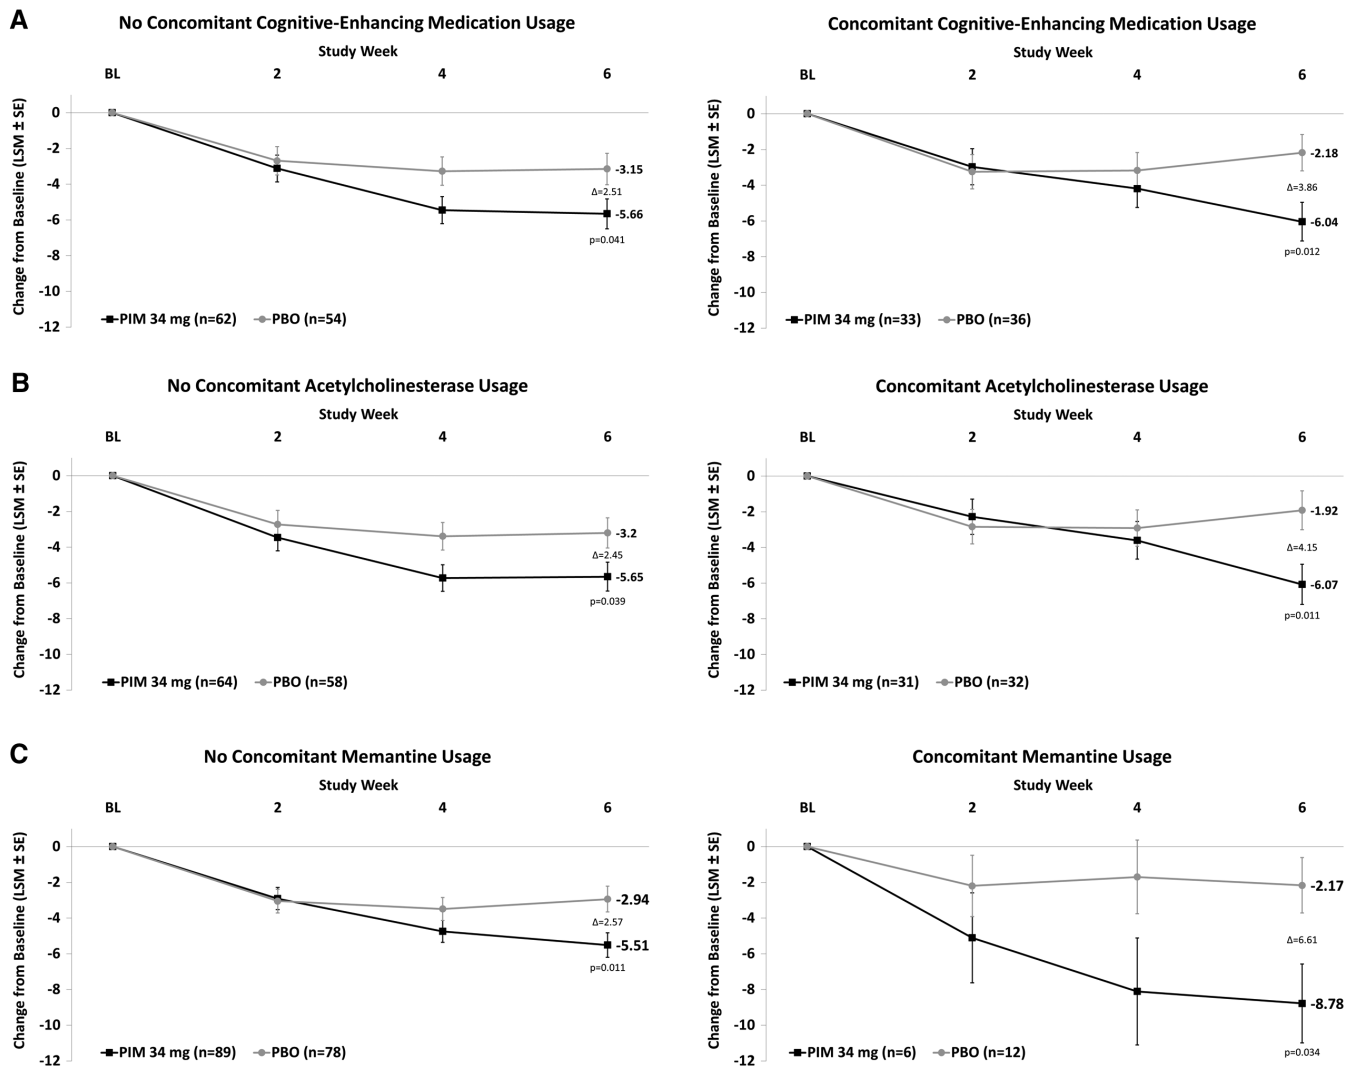 A
No Concomitant Cognitive-Enhancing Medication Usage
Study Week
BL 2 4 6
Change from Baseline (LSM ± SE)
0
-2
-4
-6
-8
-10
-12
-3.15
Δ=2.51
-5.66
p=0.041
PIM 34 mg (n=62) PBO (n=54)
Concomitant Cognitive-Enhancing Medication Usage
Study Week
BL 2 4 6
Change from Baseline (LSM ± SE)
0
-2
-4
-6
-8
-10
-12
-2.18
Δ=3.86
-6.04
p=0.012
PIM 34 mg (n=33) PBO (n=36)
B
No Concomitant Acetylcholinesterase Usage
Study Week
BL 2 4 6
Change from Baseline (LSM ± SE)
0
-2
-4
-6
-8
-10
-12
-3.2
Δ=2.45
-5.65
p=0.039
PIM 34 mg (n=64) PBO (n=58)
Concomitant Acetylcholinesterase Usage
Study Week
BL 2 4 6
Change from Baseline (LSM ± SE)
0
-2
-4
-6
-8
-10
-12
-1.92
Δ=4.15
-6.07
p=0.011
PIM 34 mg (n=31) PBO (n=32)
C
No Concomitant Memantine Usage
Study Week
BL 2 4 6
Change from Baseline (LSM ± SE)
0
-2
-4
-6
-8
-10
-12
-2.94
Δ=2.57
-5.51
p=0.011
PIM 34 mg (n=89) PBO (n=78)
Concomitant Memantine Usage
Study Week
BL 2 4 6
Change from Baseline (LSM ± SE)
0
-2
-4
-6
-8
-10
-12
-2.17
Δ=6.61
-8.78
p=0.034
PIM 34 mg (n=6) PBO (n=12)